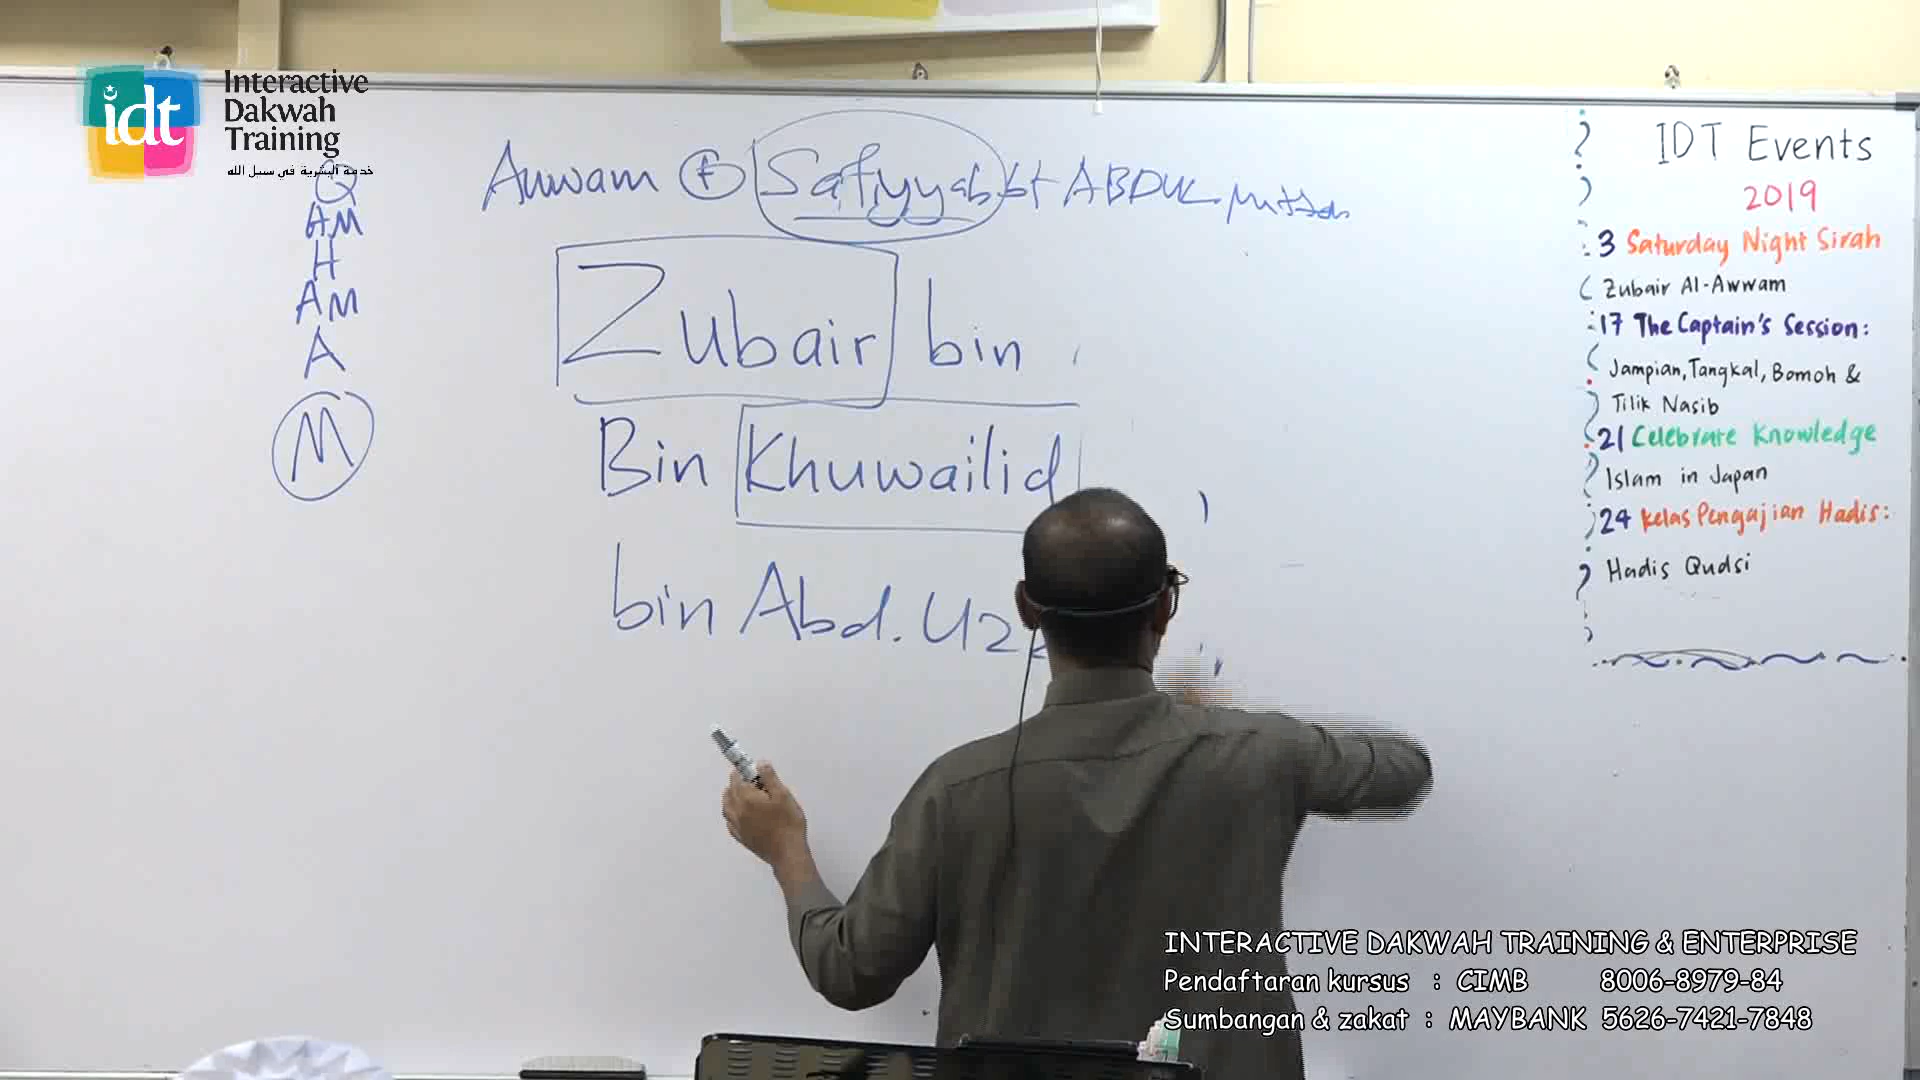 idt
Interactive
Dakwah
Training
خدمة البشرية في سبيل الله
Q
AM
H
AM
A
M
Awwam + Safiyyah bt ABDUL
Zubair bin
Bin Khuwailid
bin Abd. Uzz
IDT Events
2019
3 Saturday Night Sirah
Zubair Al-Awwam
17 The Captain's Session:
Jampian, Tangkal, Bomoh &
Tilik Nasib
21 Celebrate Knowledge
Islam in Japan
24 Kelas Pengajian Hadis:
Hadis Qudsi
INTERACTIVE DAKWAH TRAINING & ENTERPRISE
Pendaftaran kursus : CIMB 8006-8979-84
Sumbangan & zakat : MAYBANK 5626-7421-7848